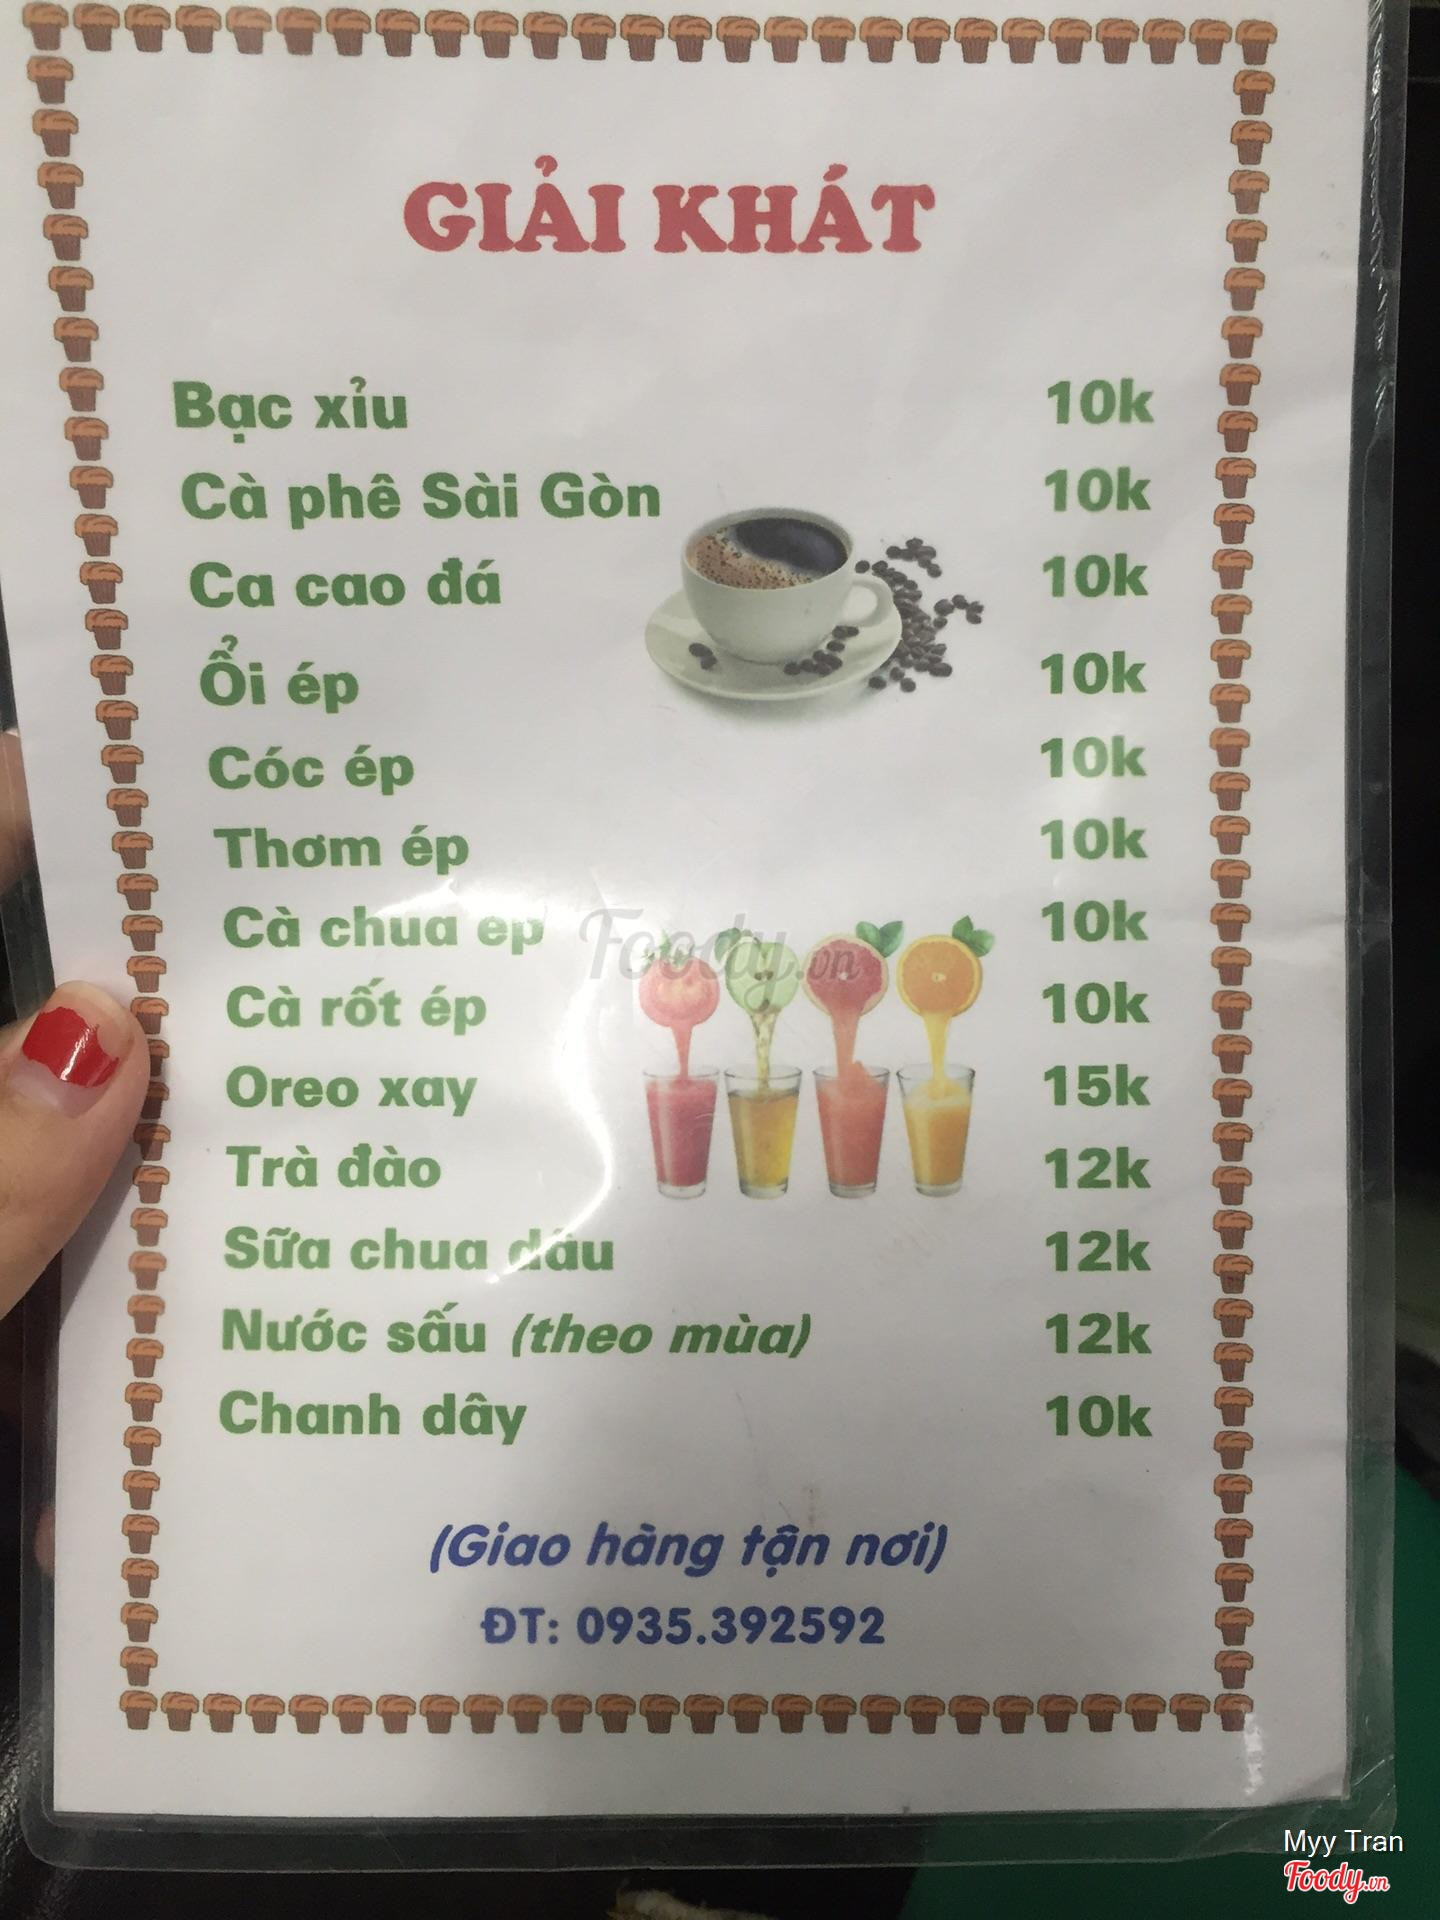 GIẢI KHÁT
Bạc xỉu 10k
Cà phê Sài Gòn 10k
Ca cao đá 10k
Ổi ép 10k
Cóc ép 10k
Thơm ép 10k
Cà chua ép 10k
Cà rốt ép 10k
Oreo xay 15k
Trà đào 12k
Sữa chua dâu 12k
Nước sấu (theo mùa) 12k
Chanh dây 10k
(Giao hàng tận nơi)
ĐT: 0935.392592
Foody.vn
Myy Tran
Foody.vn